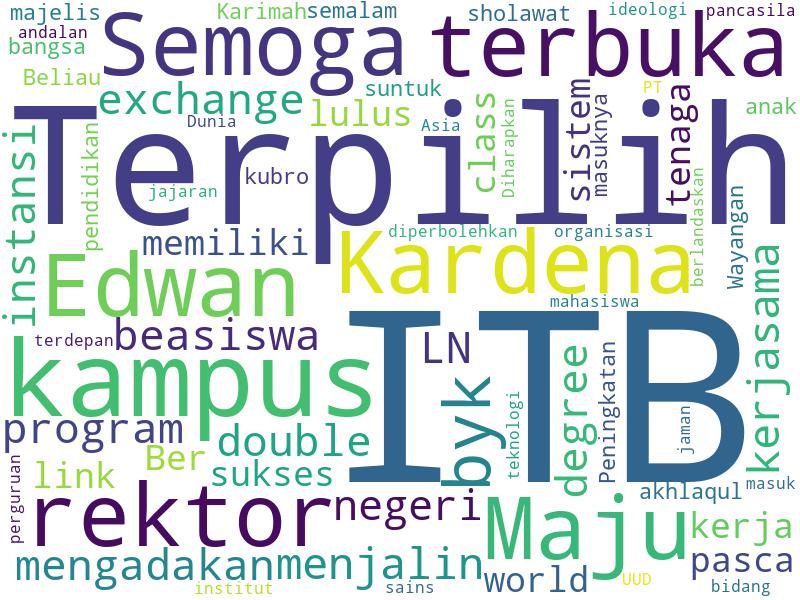 majelis
Karimah
semalam
sholawat
ideologi
pancasila
andalan
bangsa
Semoga
terbuka
Beliau
exchange
suntuk
lulus
class
Diharapkan
sistem
masuknya
PT
tenaga
anak
Dunia
Asia
Terpilih
instansi
pendidikan
jajaran
kubro
memiliki
diperbolehkan
organisasi
berlandaskan
Wayangan
Edwan
Kardena
mahasiswa
kerjasama
terdepan
beasiswa
LN
ITB
kampus
byk
teknologi
degree
Peningkatan
jaman
program
double
Ber
link
sukses
perguruan
akhlaqul
masuk
rektor
negeri
Maju
kerja
mengadakan
menjalin
world
UUD
pasca
institut
sains
bidang